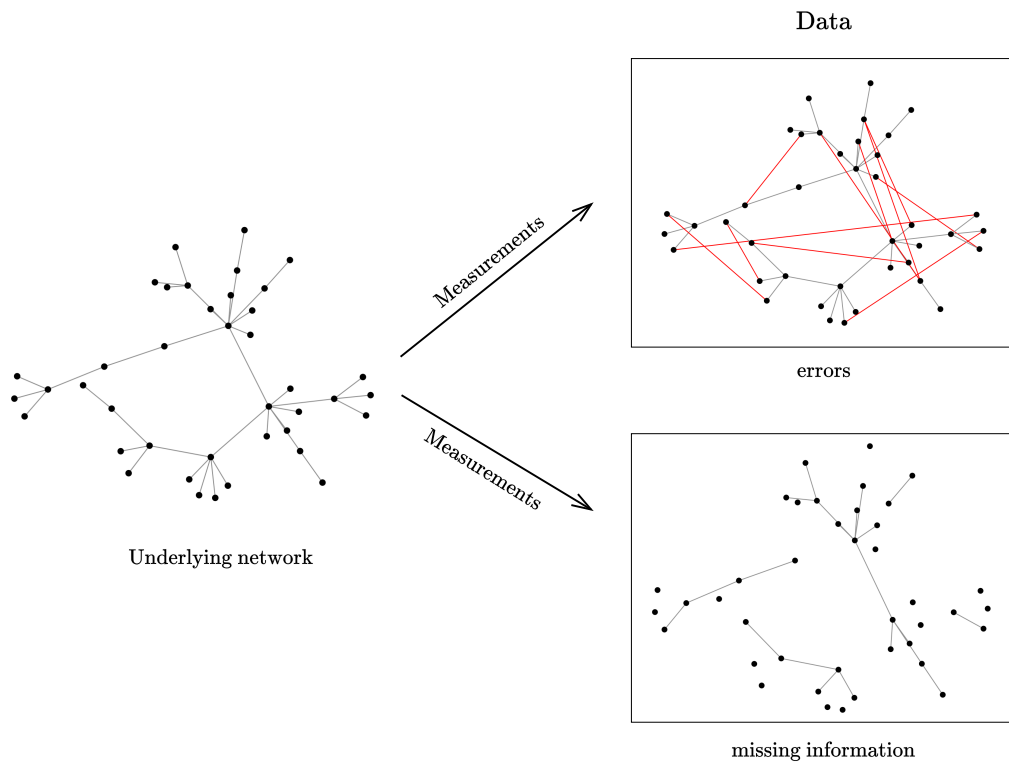 Data
Measurements
errors
Measurements
Underlying network
missing information